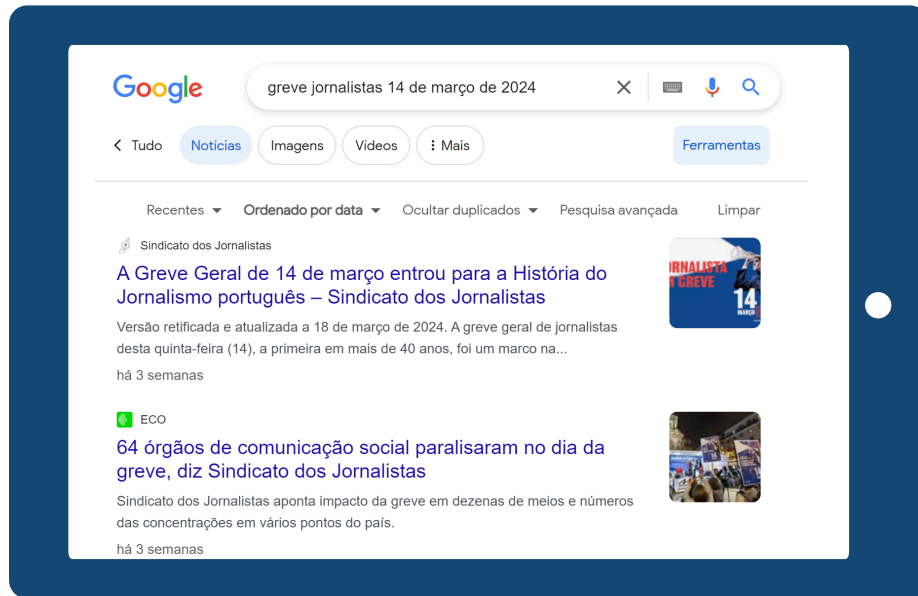 Google
greve jornalistas 14 de março de 2024
Tudo Notícias Imagens Vídeos Mais Ferramentas
Recentes Ordenado por data Ocultar duplicados Pesquisa avançada Limpar
Sindicato dos Jornalistas
A Greve Geral de 14 de março entrou para a História do
Jornalismo português – Sindicato dos Jornalistas
Versão retificada e atualizada a 18 de março de 2024. A greve geral de jornalistas
desta quinta-feira (14), a primeira em mais de 40 anos, foi um marco na...
há 3 semanas
RNALISTA
M GREVE
14
MARÇO
ECO
64 órgãos de comunicação social paralisaram no dia da
greve, diz Sindicato dos Jornalistas
Sindicato dos Jornalistas aponta impacto da greve em dezenas de meios e números
das concentrações em vários pontos do país.
há 3 semanas